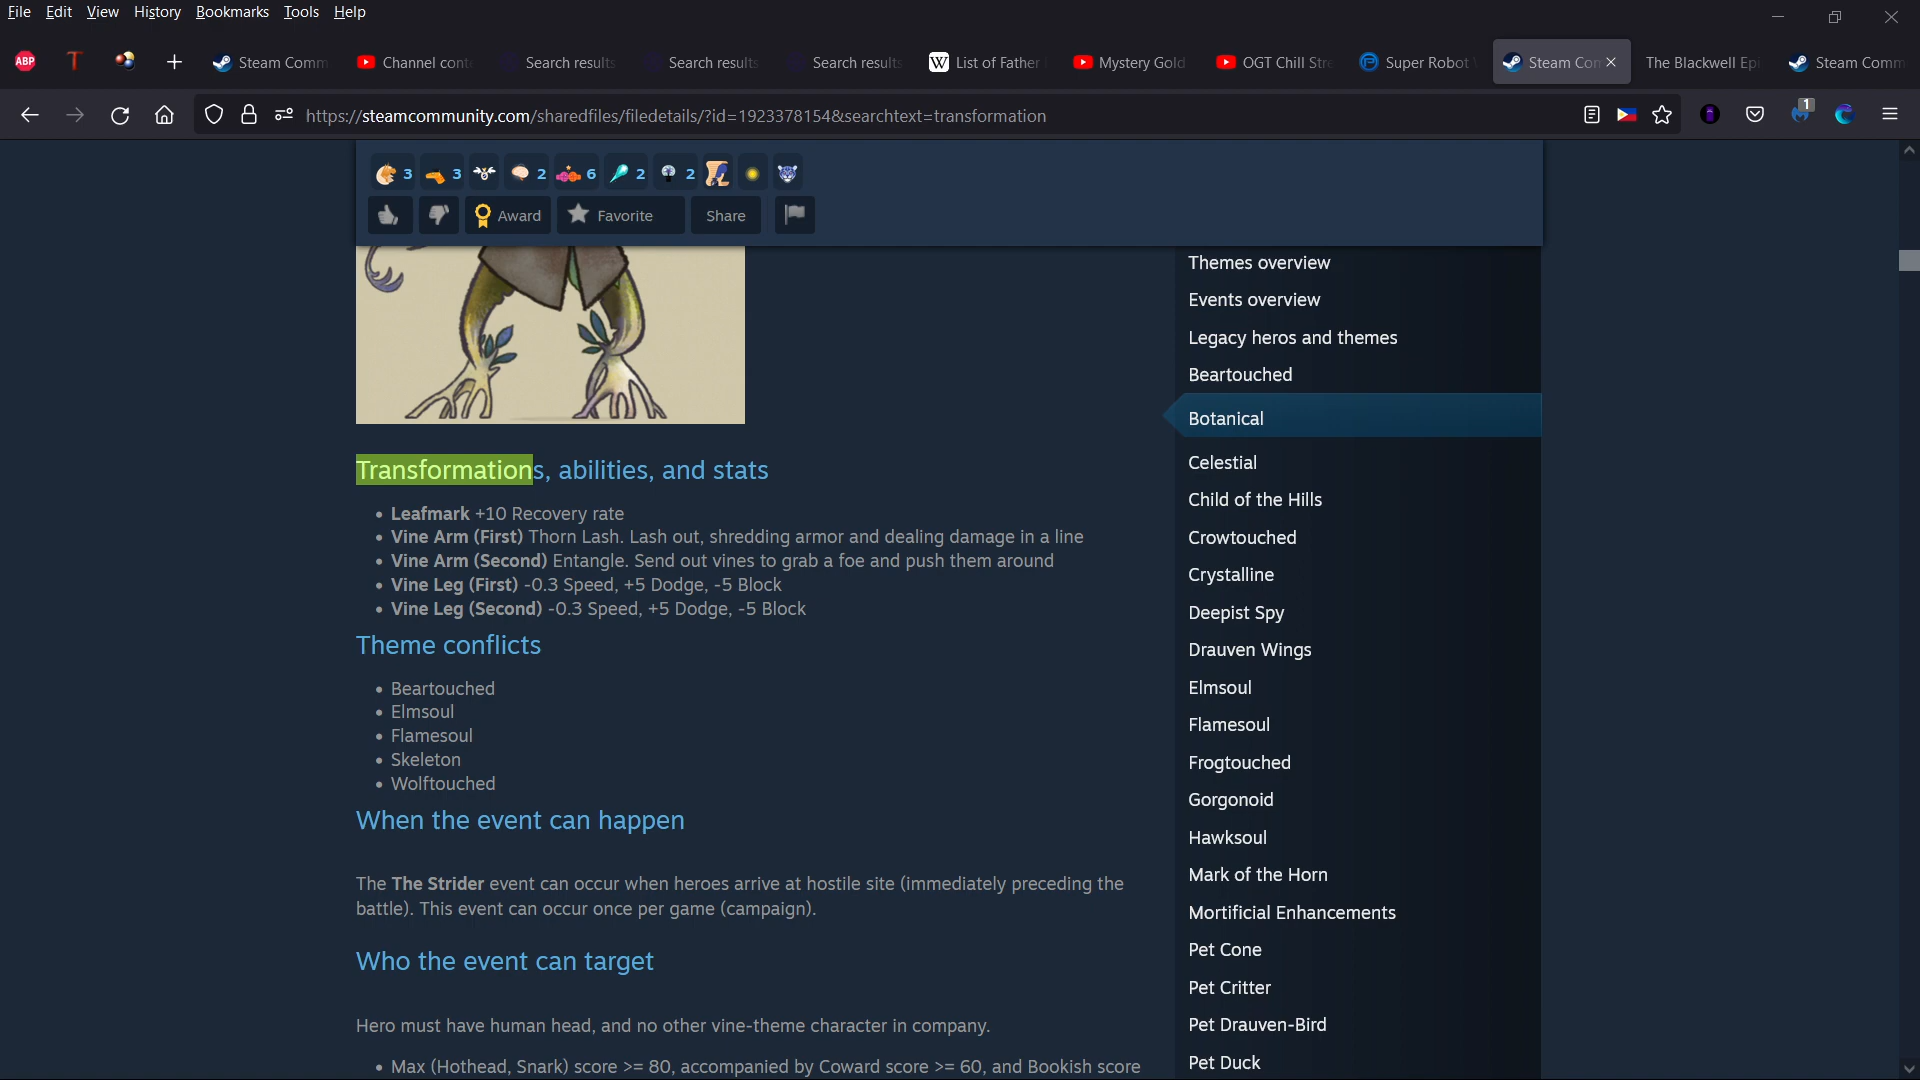 File Edit View History Bookmarks Tools Help
ABP T + Steam Comm Channel conte Search results Search results Search results W List of Father Mystery Gold OGT Chill Stre Super Robot Steam Com The Blackwell Epi Steam Comm
https://steamcommunity.com/sharedfiles/filedetails/?id=1923378154&searchtext=transformation 1
3 3 2 6 2 2
Award Favorite Share
Themes overview
Events overview
Legacy heros and themes
Beartouched
Botanical
Celestial
Child of the Hills
Crowtouched
Crystalline
Deepist Spy
Drauven Wings
Elmsoul
Flamesoul
Frogtouched
Gorgonoid
Hawksoul
Mark of the Horn
Mortificial Enhancements
Pet Cone
Pet Critter
Pet Drauven-Bird
Pet Duck
Transformations, abilities, and stats
• Leafmark +10 Recovery rate
• Vine Arm (First) Thorn Lash. Lash out, shredding armor and dealing damage in a line
• Vine Arm (Second) Entangle. Send out vines to grab a foe and push them around
• Vine Leg (First) -0.3 Speed, +5 Dodge, -5 Block
• Vine Leg (Second) -0.3 Speed, +5 Dodge, -5 Block
Theme conflicts
• Beartouched
• Elmsoul
• Flamesoul
• Skeleton
• Wolftouched
When the event can happen
The The Strider event can occur when heroes arrive at hostile site (immediately preceding the
battle). This event can occur once per game (campaign).
Who the event can target
Hero must have human head, and no other vine-theme character in company.
• Max (Hothead, Snark) score >= 80, accompanied by Coward score >= 60, and Bookish score